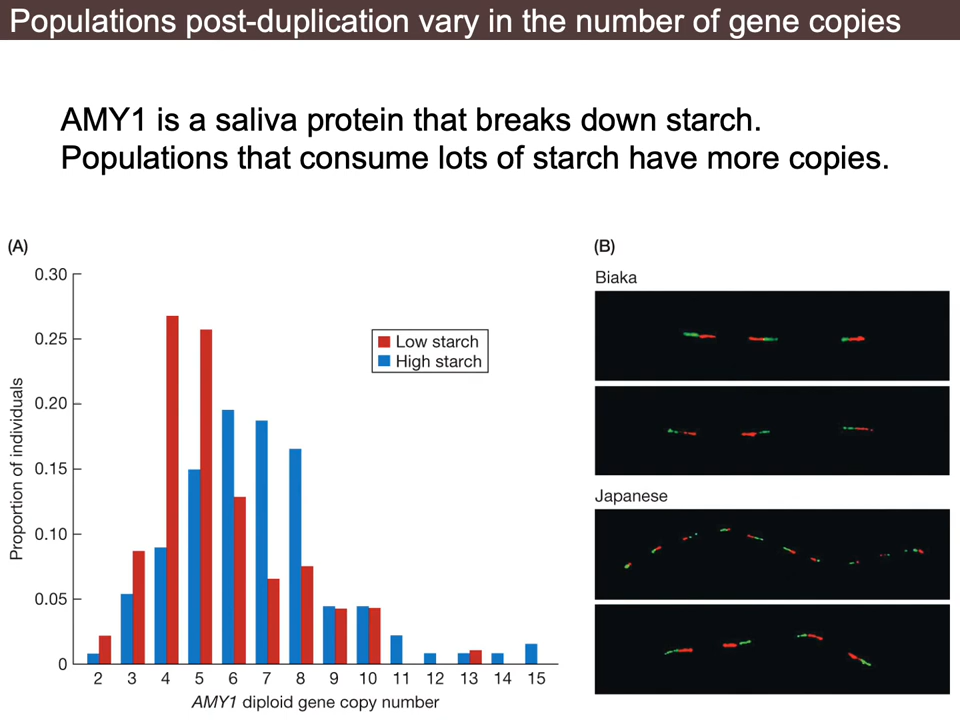 Populations post-duplication vary in the number of gene copies
AMY1 is a saliva protein that breaks down starch.
Populations that consume lots of starch have more copies.
(A)
0.30
0.25
0.20
0.15
0.10
0.05
0
Proportion of individuals
Low starch
High starch
2 3 4 5 6 7 8 9 10 11 12 13 14 15
AMY1 diploid gene copy number
(B)
Biaka
Japanese